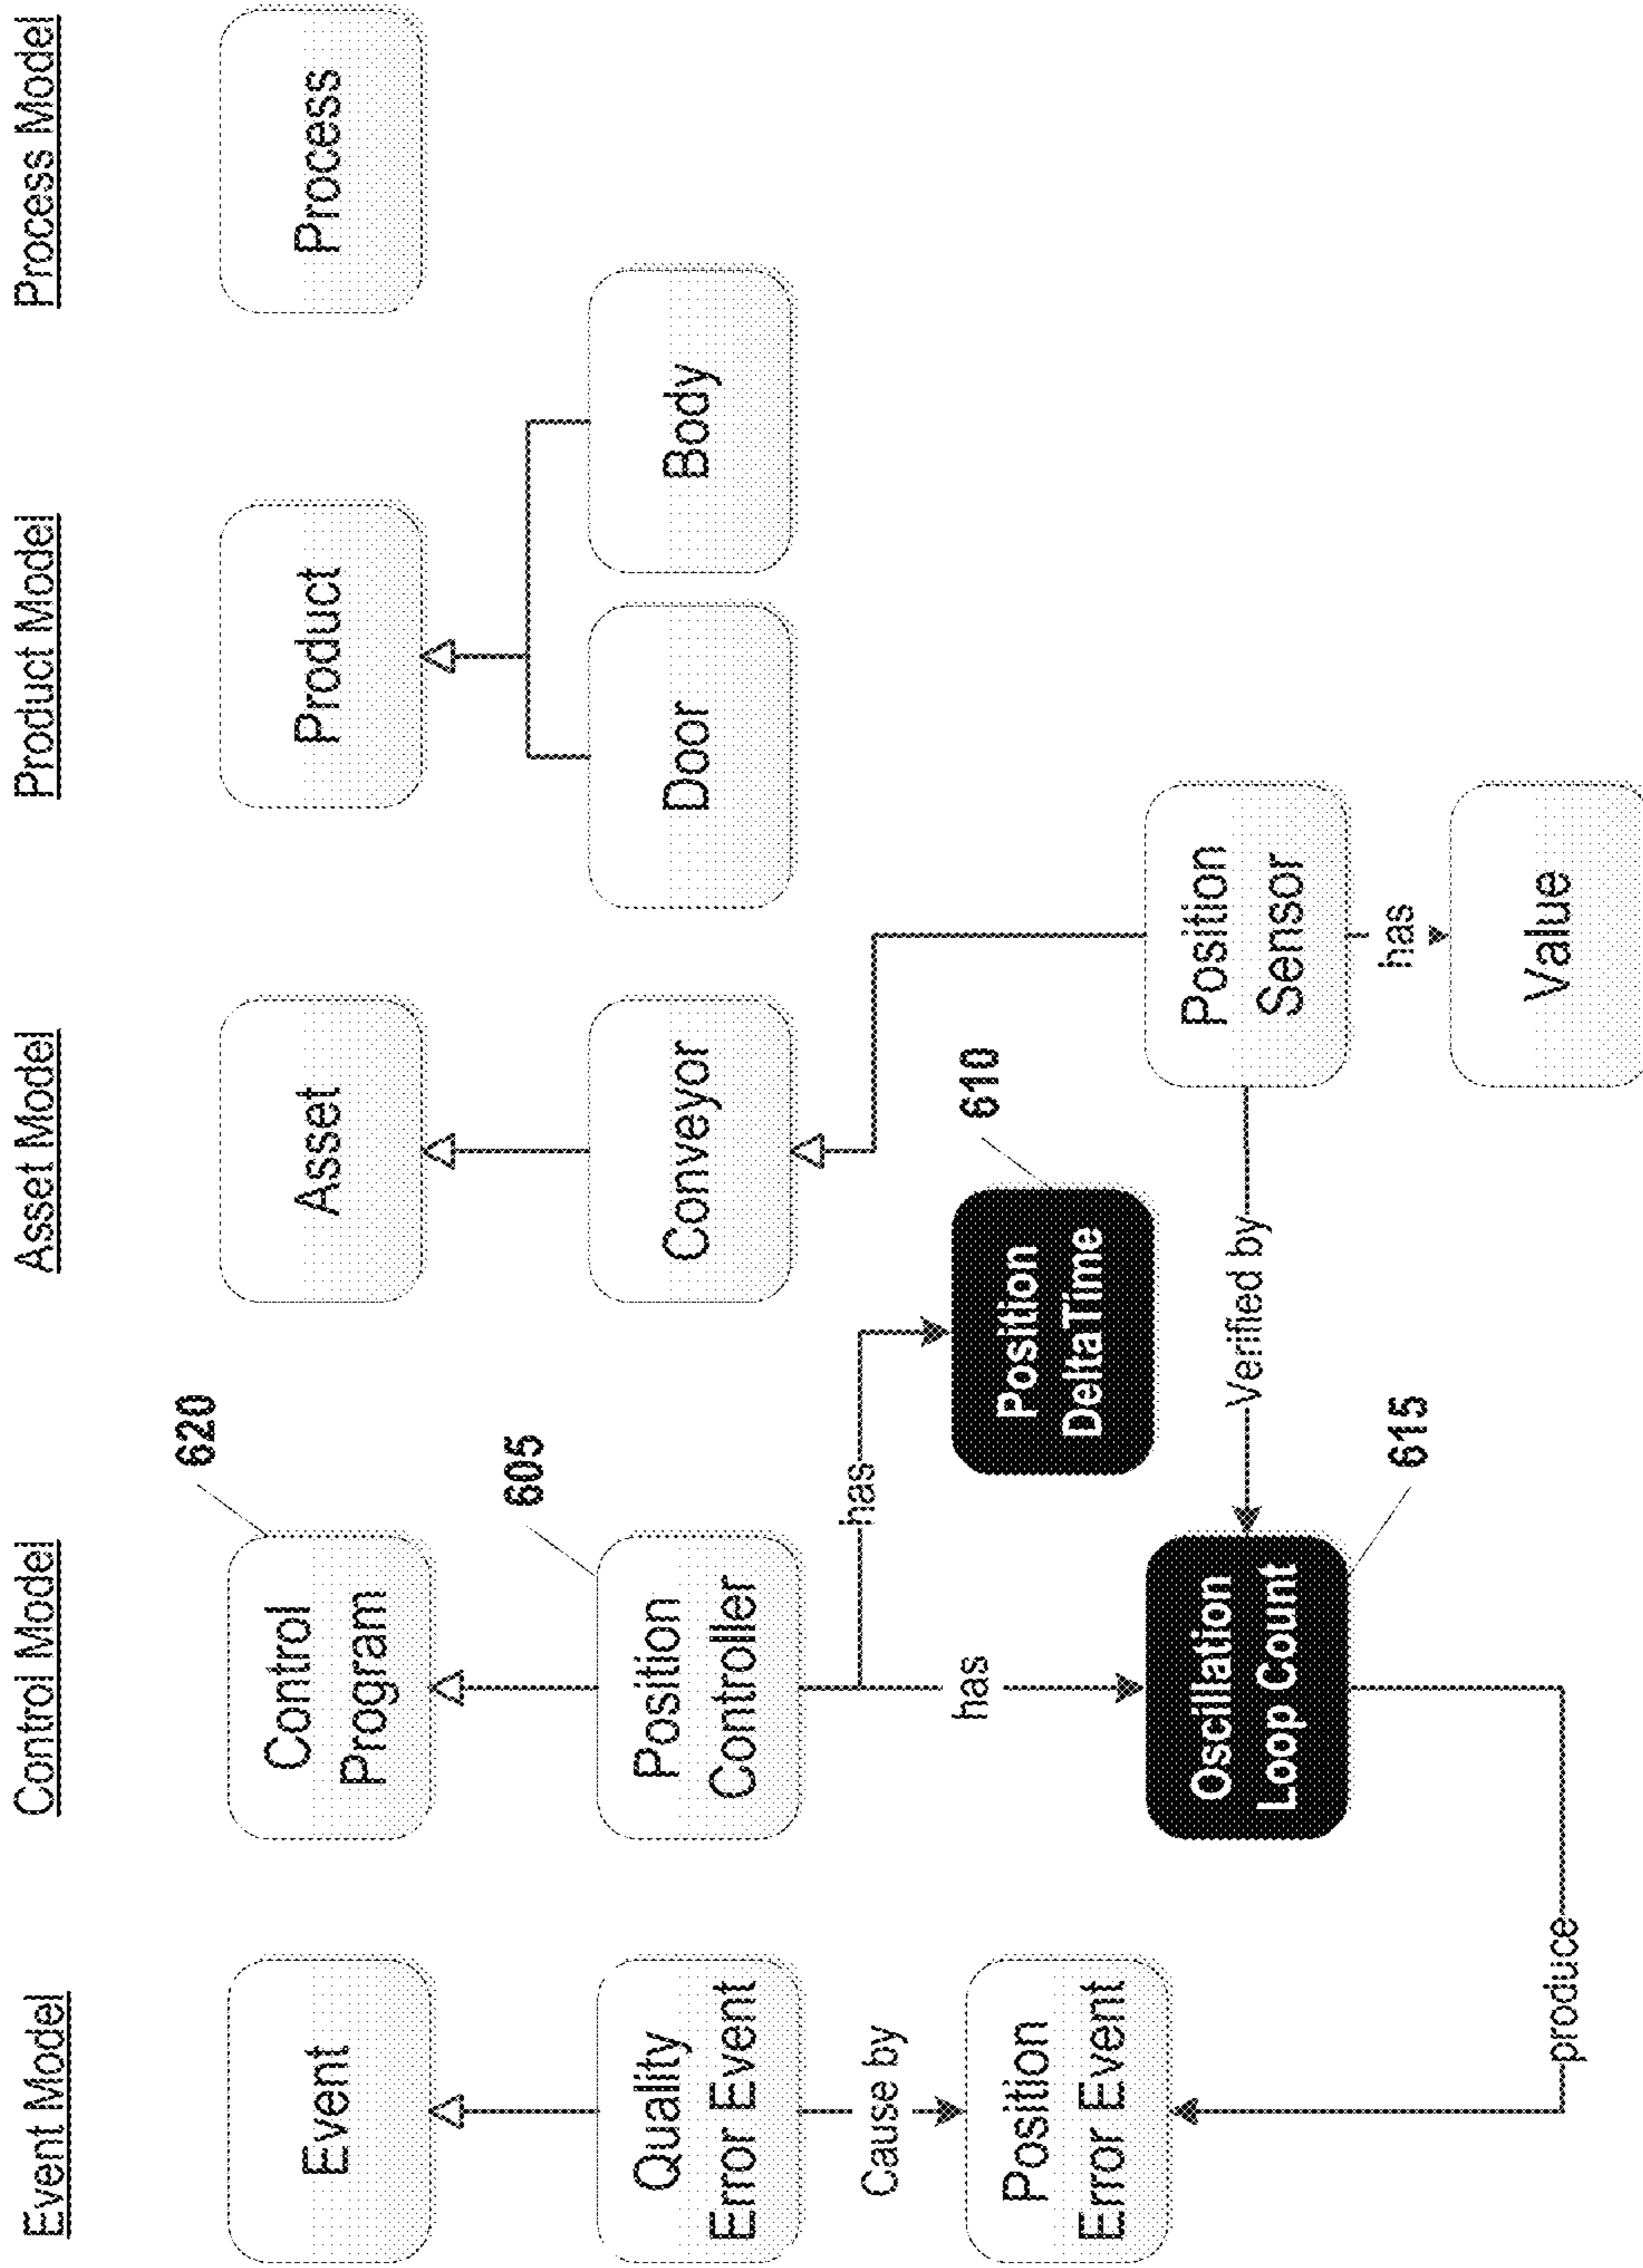 Event Model
Control Model
Asset Model
Product Model
Process Model
Event
Control
Program
620
Asset
Product
Process
Quality
Error Event
Position
Controller
605
Conveyor
Door
Body
Cause by
has
has
Position
Error Event
Position
DeltaTime
610
Oscillation
Loop Count
615
Verified by
Position
Sensor
has
Value
produce